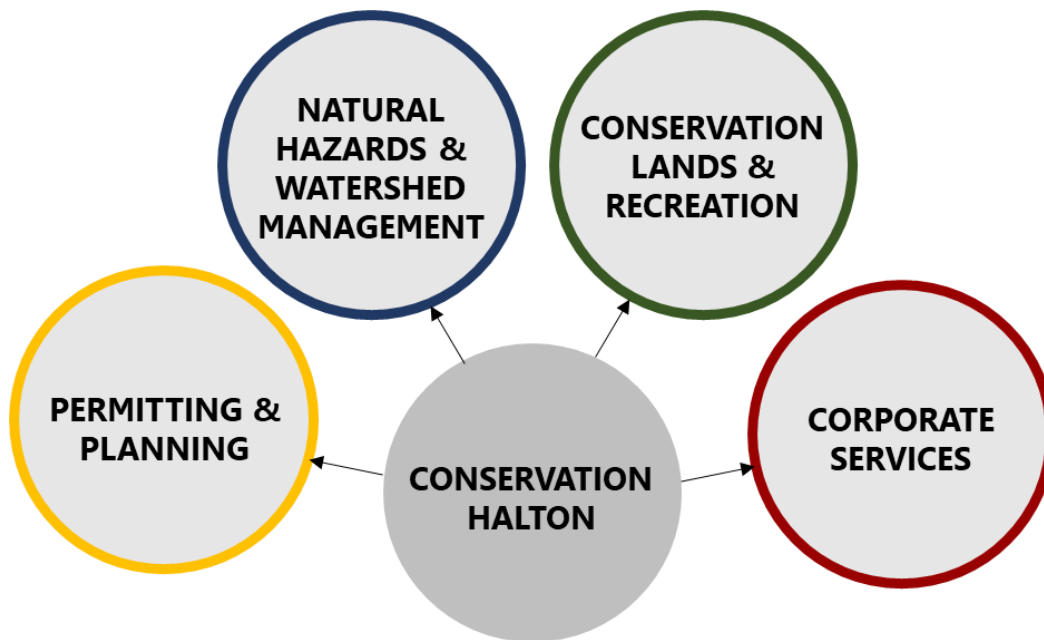 NATURAL
HAZARDS &
WATERSHED
MANAGEMENT
CONSERVATION
LANDS &
RECREATION
PERMITTING &
PLANNING
CONSERVATION
HALTON
CORPORATE
SERVICES